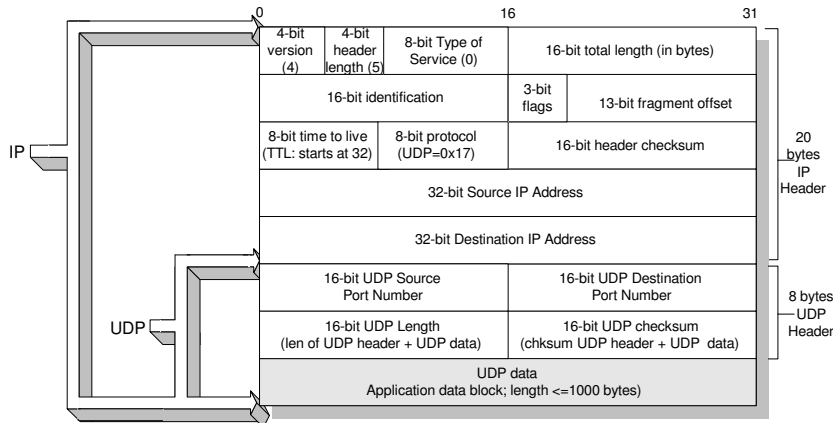 0 16 31
4-bit
version
(4)
4-bit
header
length (5)
8-bit Type of
Service (0)
16-bit total length (in bytes)
16-bit identification
3-bit
flags
13-bit fragment offset
8-bit time to live
(TTL: starts at 32)
8-bit protocol
(UDP=0x17)
16-bit header checksum
32-bit Source IP Address
32-bit Destination IP Address
20
bytes
IP
Header
IP
16-bit UDP Source
Port Number
16-bit UDP Destination
Port Number
16-bit UDP Length
(len of UDP header + UDP data)
16-bit UDP checksum
(chksum UDP header + UDP data)
8 bytes
UDP
Header
UDP
UDP data
Application data block; length <=1000 bytes)